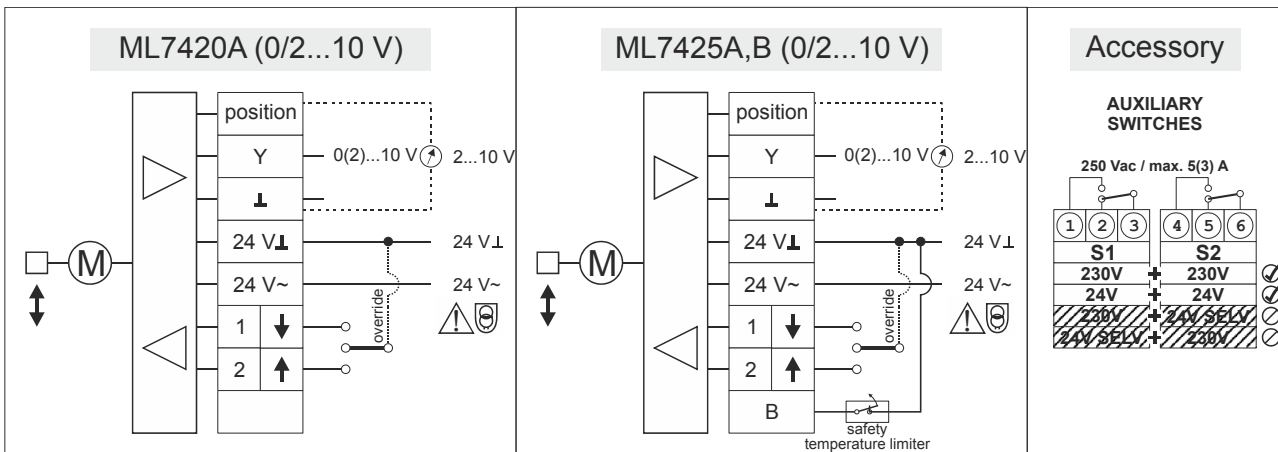 ML7420A (0/2...10 V)
position
Y
0(2)...10 V
2...10 V
⊥
24 V⊥
24 V⊥
24 V~
24 V~
override
1
2
M
ML7425A,B (0/2...10 V)
position
Y
0(2)...10 V
2...10 V
⊥
24 V⊥
24 V⊥
24 V~
24 V~
override
1
2
B
M
safety
temperature limiter
Accessory
AUXILIARY
SWITCHES
250 Vac / max. 5(3) A
1 2 3 4 5 6
S1 S2
230V + 230V
24V + 24V
230V + 24V SELV
24V SELV + 230V